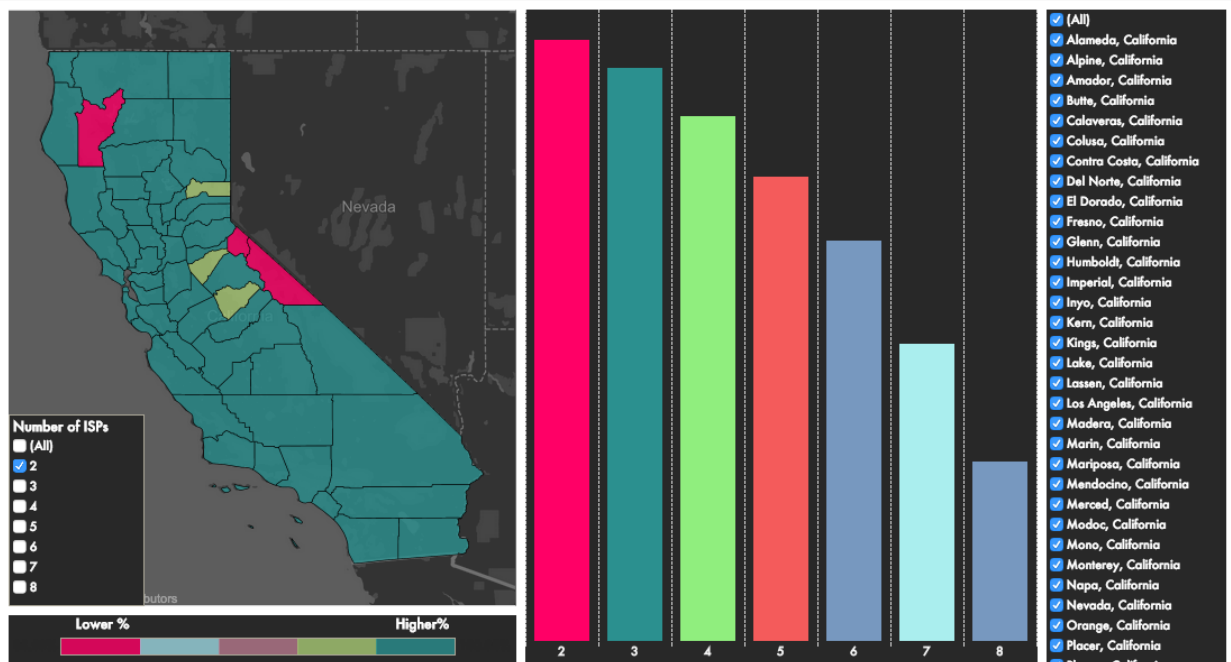 Nevada
California
Number of ISPs
(All)
2
3
4
5
6
7
8
butors
Lower %
Higher%
2
3
4
5
6
7
8
(All)
Alameda, California
Alpine, California
Amador, California
Butte, California
Calaveras, California
Colusa, California
Contra Costa, California
Del Norte, California
El Dorado, California
Fresno, California
Glenn, California
Humboldt, California
Imperial, California
Inyo, California
Kern, California
Kings, California
Lake, California
Lassen, California
Los Angeles, California
Madera, California
Marin, California
Mariposa, California
Mendocino, California
Merced, California
Modoc, California
Mono, California
Monterey, California
Napa, California
Nevada, California
Orange, California
Placer, California